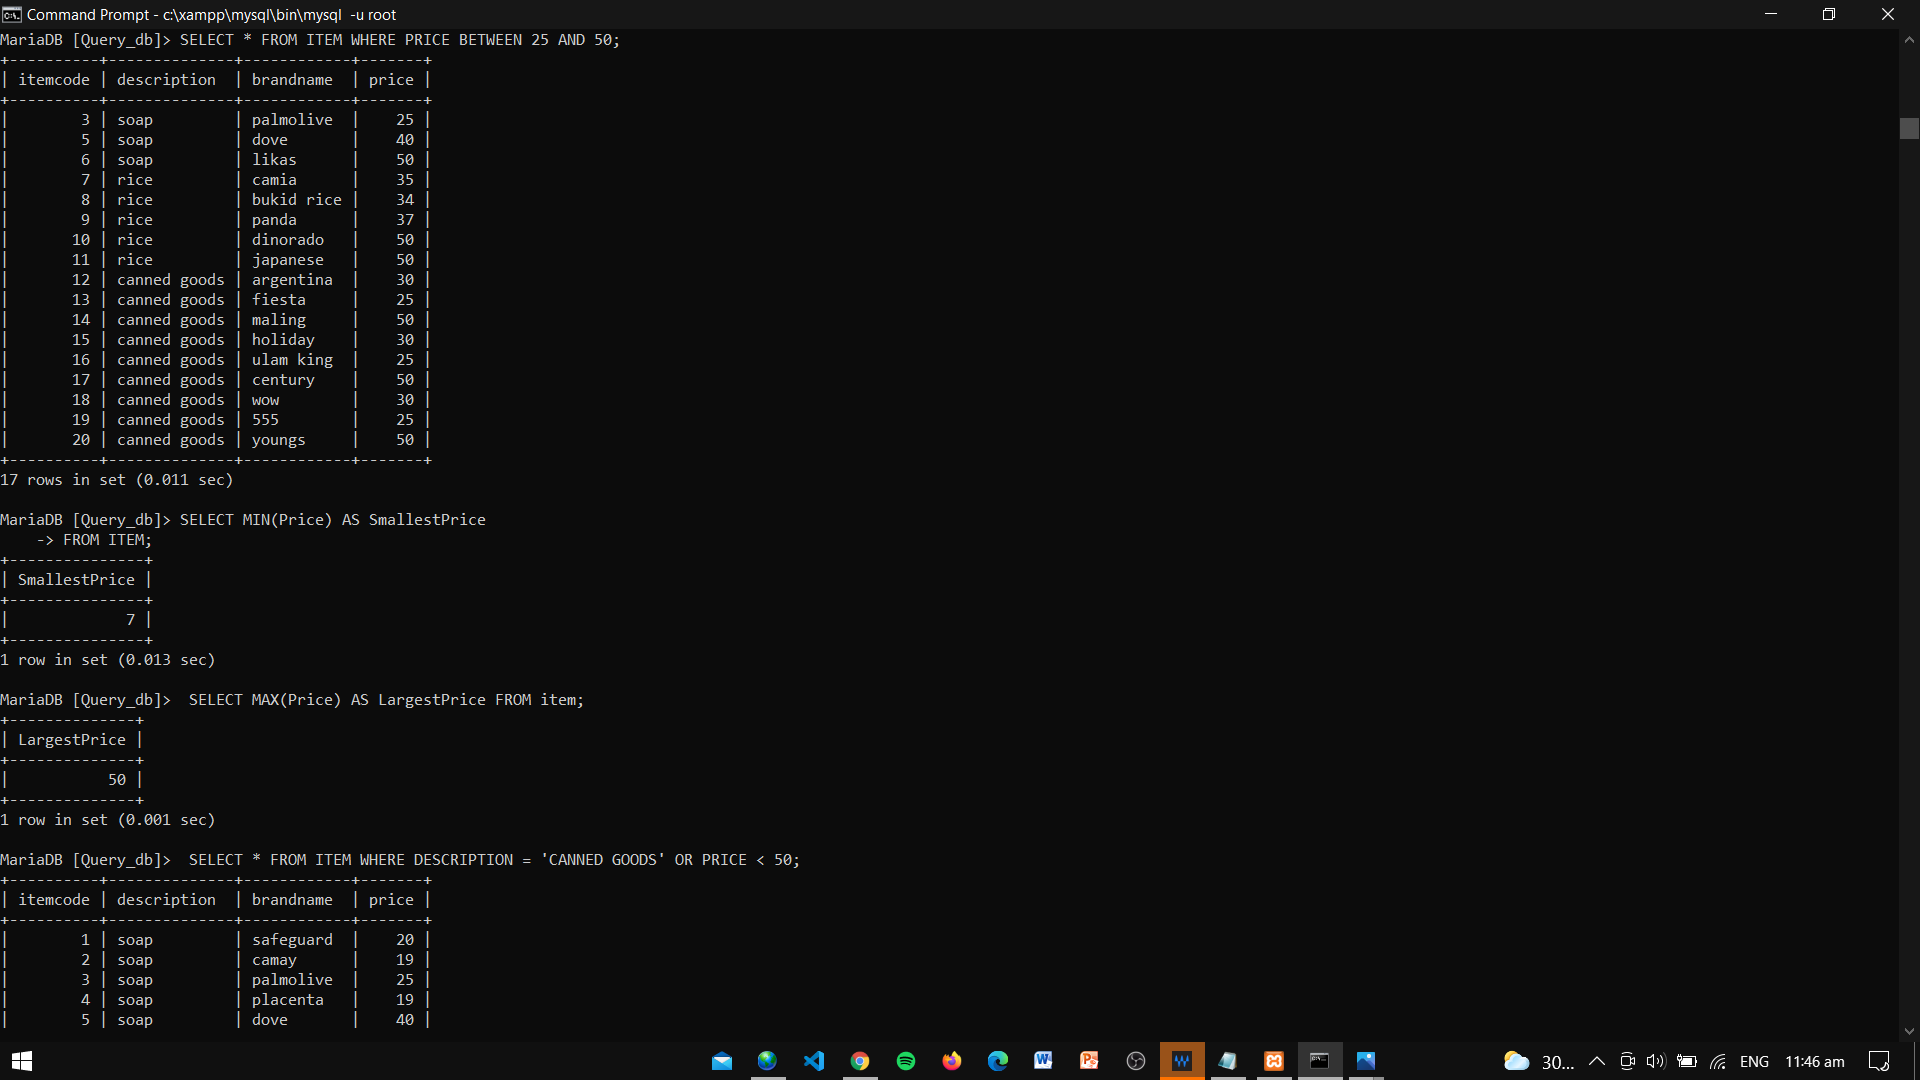 Command Prompt - c:\xampp\mysql\bin\mysql  -u root
MariaDB [Query_db]> SELECT * FROM ITEM WHERE PRICE BETWEEN 25 AND 50;
+----------+--------------+------------+-------+
| itemcode | description  | brandname  | price |
+----------+--------------+------------+-------+
|        3 | soap         | palmolive  |    25 |
|        5 | soap         | dove       |    40 |
|        6 | soap         | likas      |    50 |
|        7 | rice         | camia      |    35 |
|        8 | rice         | bukid rice |    34 |
|        9 | rice         | panda      |    37 |
|       10 | rice         | dinorado   |    50 |
|       11 | rice         | japanese   |    50 |
|       12 | canned goods | argentina  |    30 |
|       13 | canned goods | fiesta     |    25 |
|       14 | canned goods | maling     |    50 |
|       15 | canned goods | holiday    |    30 |
|       16 | canned goods | ulam king  |    25 |
|       17 | canned goods | century    |    50 |
|       18 | canned goods | wow        |    30 |
|       19 | canned goods | 555        |    25 |
|       20 | canned goods | youngs     |    50 |
+----------+--------------+------------+-------+
17 rows in set (0.011 sec)
MariaDB [Query_db]> SELECT MIN(Price) AS SmallestPrice
    -> FROM ITEM;
+---------------+
| SmallestPrice |
+---------------+
|             7 |
+---------------+
1 row in set (0.013 sec)
MariaDB [Query_db]>  SELECT MAX(Price) AS LargestPrice FROM item;
+--------------+
| LargestPrice |
+--------------+
|           50 |
+--------------+
1 row in set (0.001 sec)
MariaDB [Query_db]>  SELECT * FROM ITEM WHERE DESCRIPTION = 'CANNED GOODS' OR PRICE < 50;
+----------+--------------+------------+-------+
| itemcode | description  | brandname  | price |
+----------+--------------+------------+-------+
|        1 | soap         | safeguard  |    20 |
|        2 | soap         | camay      |    19 |
|        3 | soap         | palmolive  |    25 |
|        4 | soap         | placenta   |    19 |
|        5 | soap         | dove       |    40 |
30... ENG 11:46 am